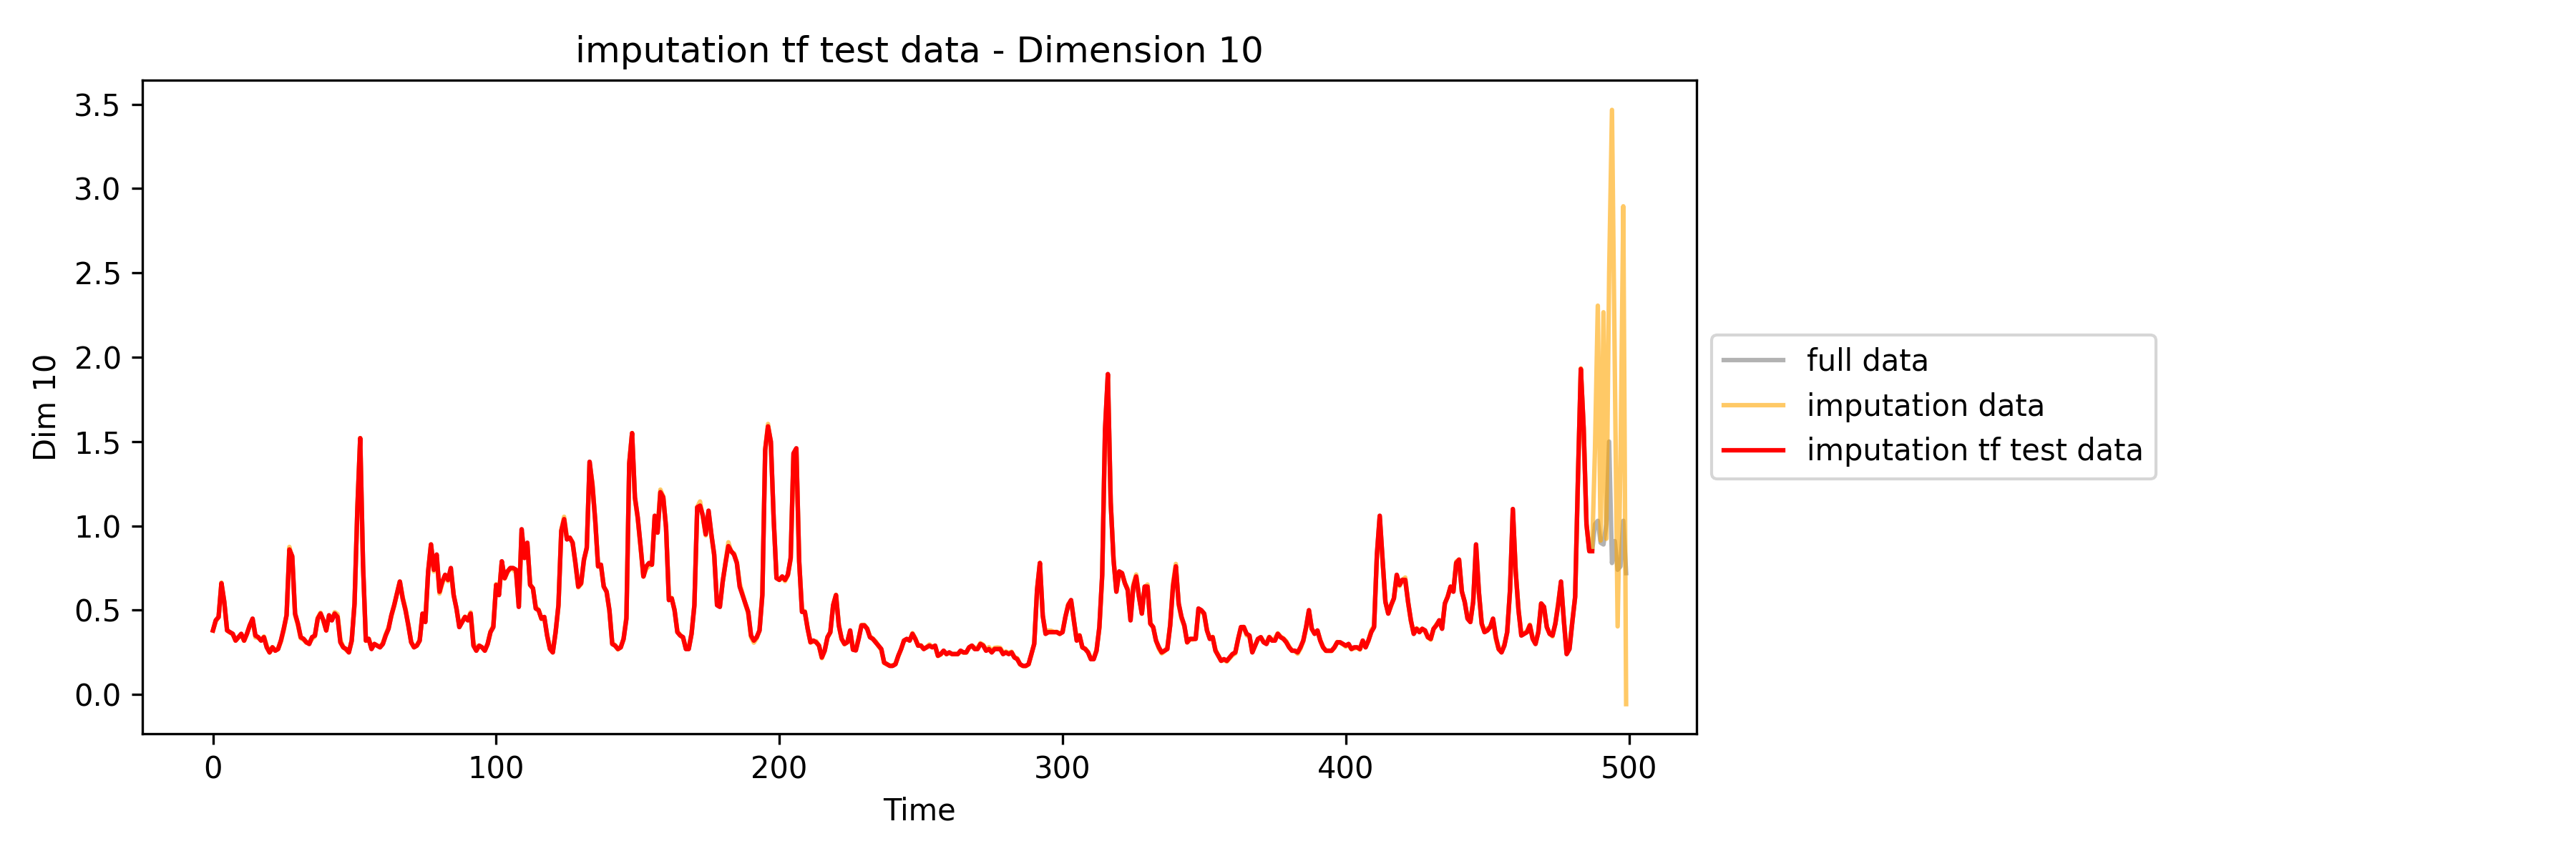 imputation tf test data - Dimension 10
3.5
3.0
2.5
2.0
1.5
1.0
0.5
0.0
Dim 10
0 100 200 300 400 500
Time
full data
imputation data
imputation tf test data